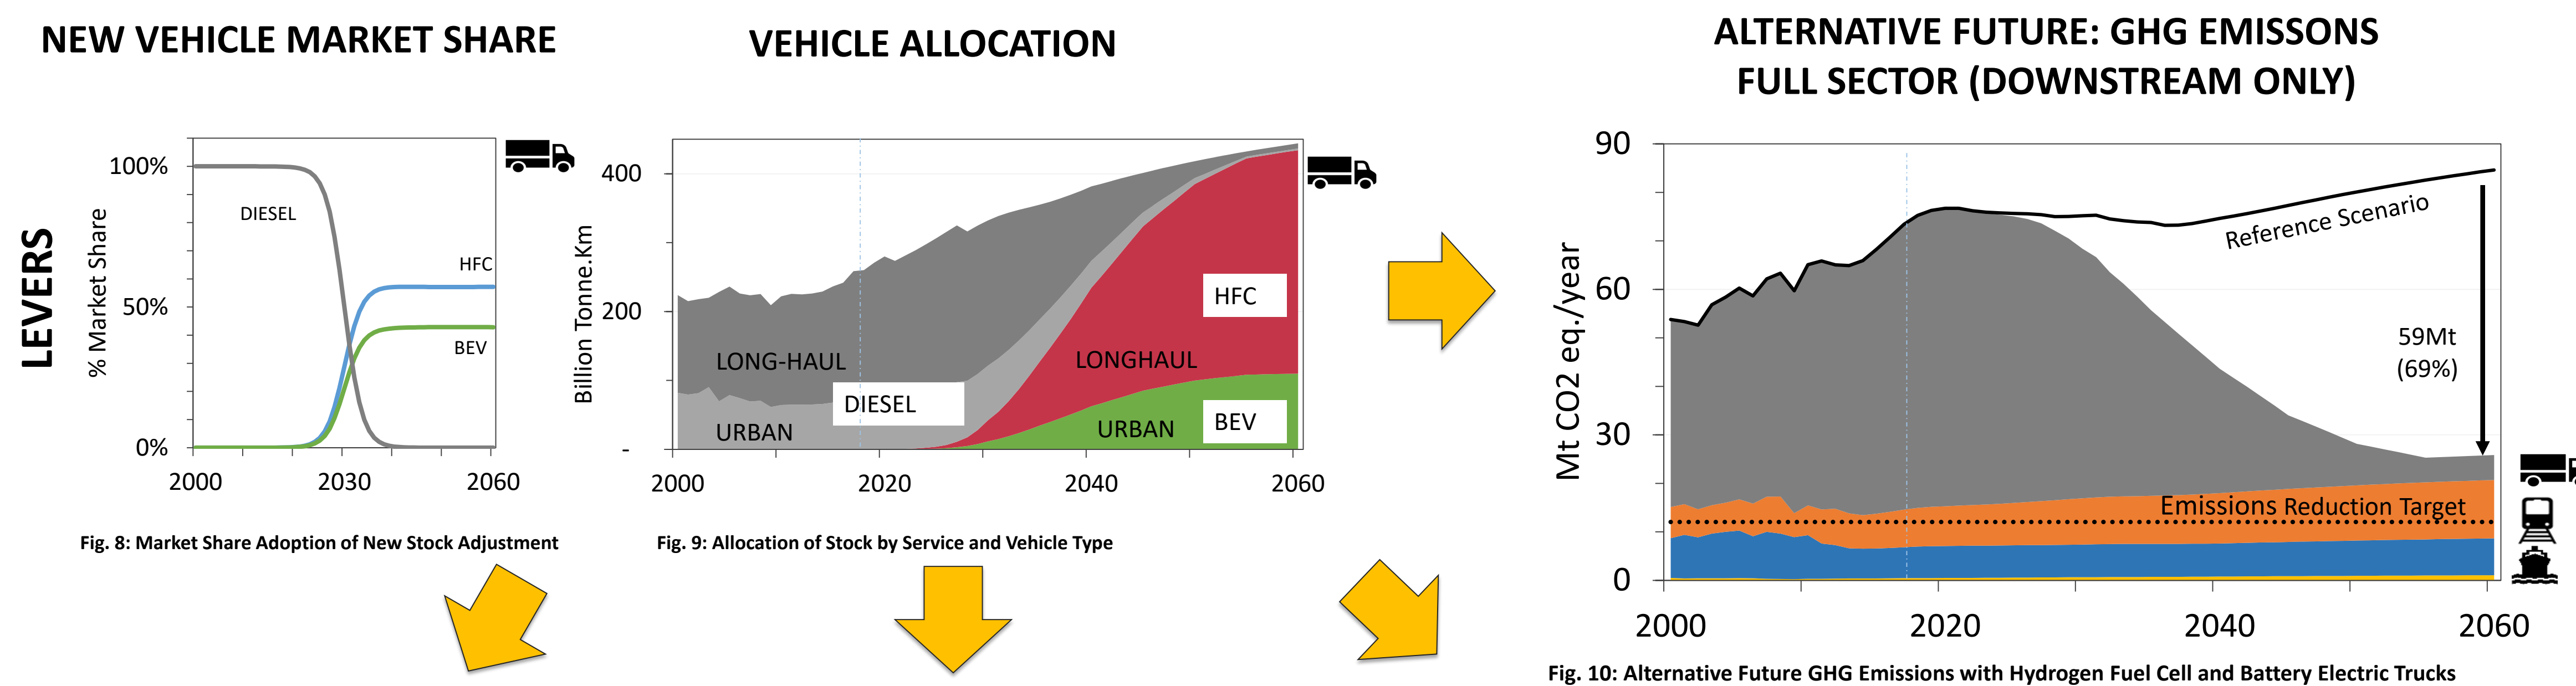 NEW VEHICLE MARKET SHARE
VEHICLE ALLOCATION
ALTERNATIVE FUTURE: GHG EMISSONS
FULL SECTOR (DOWNSTREAM ONLY)
LEVERS
% Market Share
100%
50%
0%
DIESEL
HFC
BEV
2000
2030
2060
Fig. 8: Market Share Adoption of New Stock Adjustment
Billion Tonne.Km
400
200
-
LONG-HAUL
URBAN
DIESEL
LONGHAUL
HFC
URBAN
BEV
2000
2020
2040
2060
Fig. 9: Allocation of Stock by Service and Vehicle Type
Mt CO2 eq./year
90
60
30
0
Reference Scenario
59Mt
(69%)
Emissions Reduction Target
2000
2020
2040
2060
Fig. 10: Alternative Future GHG Emissions with Hydrogen Fuel Cell and Battery Electric Trucks